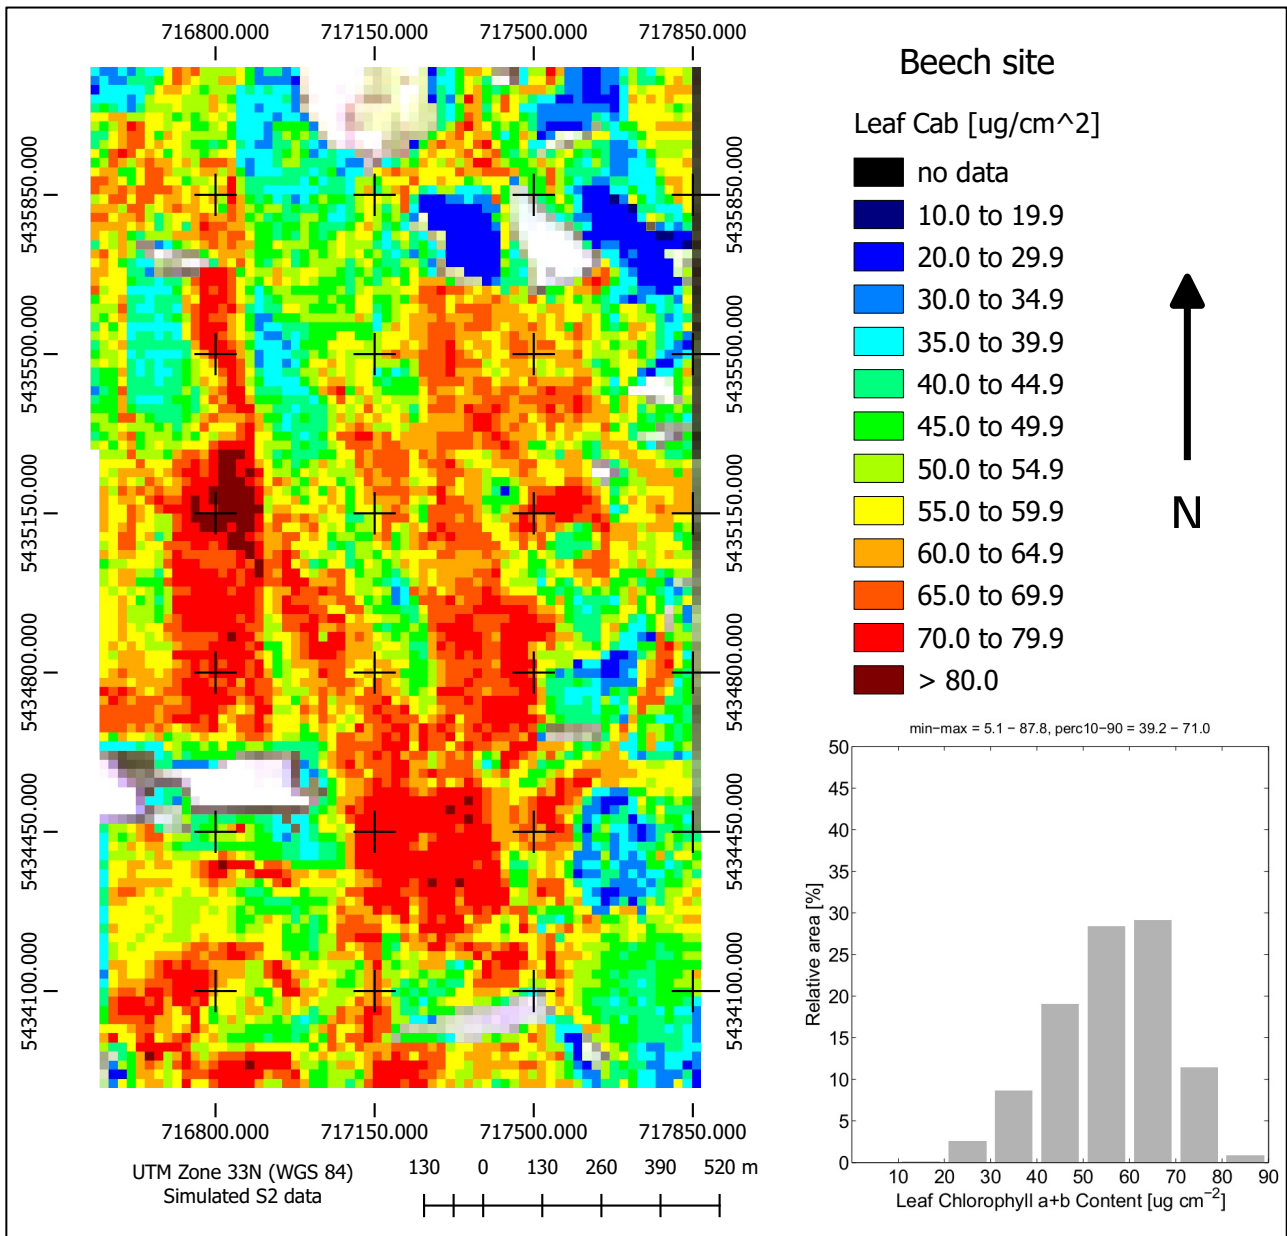 716800.000 717150.000 717500.000 717850.000
Beech site
Leaf Cab [ug/cm^2]
no data
10.0 to 19.9
20.0 to 29.9
30.0 to 34.9
35.0 to 39.9
40.0 to 44.9
45.0 to 49.9
50.0 to 54.9
55.0 to 59.9
60.0 to 64.9
65.0 to 69.9
70.0 to 79.9
> 80.0
N
5435850.000 5435850.000
5435500.000 5435500.000
5435150.000 5435150.000
5434800.000 5434800.000
5434450.000 5434450.000
5434100.000 5434100.000
716800.000 717150.000 717500.000 717850.000
UTM Zone 33N (WGS 84)
Simulated S2 data
130 0 130 260 390 520 m
min−max = 5.1 − 87.8, perc10−90 = 39.2 − 71.0
50
45
40
35
30
25
20
15
10
5
0
Relative area [%]
10 20 30 40 50 60 70 80 90
Leaf Chlorophyll a+b Content [ug cm⁻²]